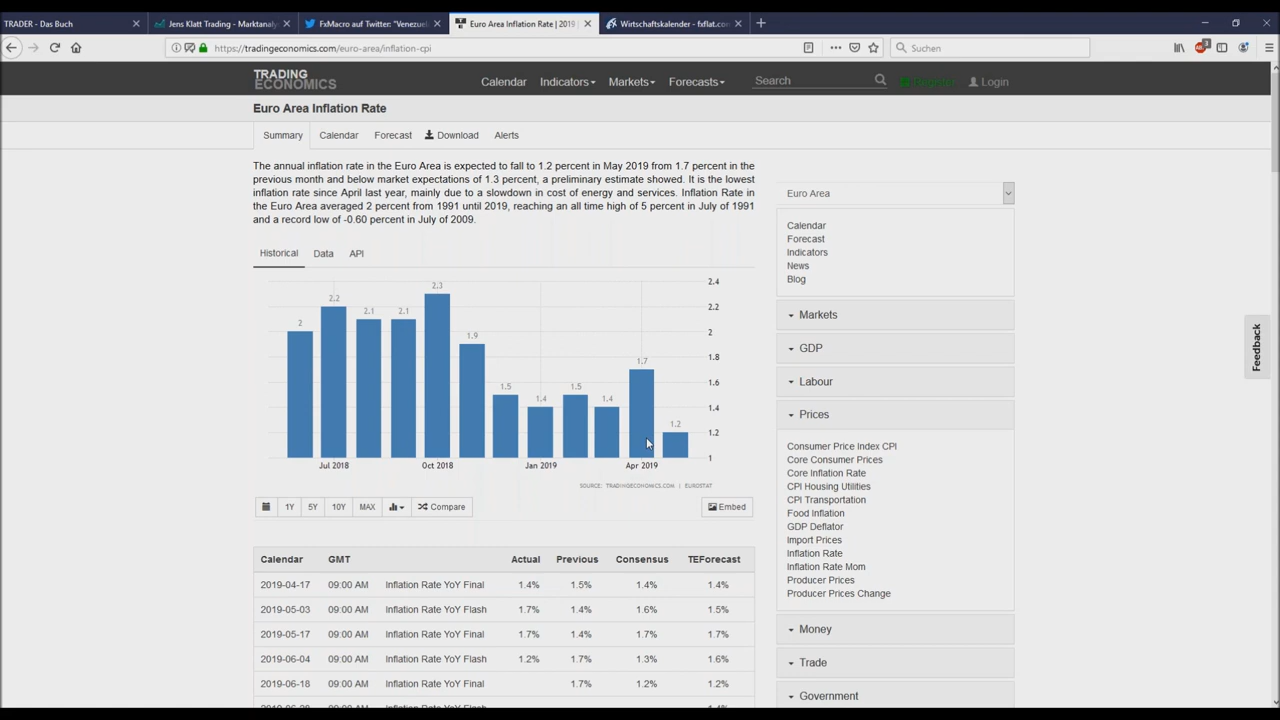 TRADER - Das Buch
Jens Klatt Trading - Marktanaly
FxMacro auf Twitter: "Venezuel
Euro Area Inflation Rate | 2019
Wirtschaftskalender - fxflat.com
https://tradingeconomics.com/euro-area/inflation-cpi
Suchen
TRADING
ECONOMICS
Calendar Indicators Markets Forecasts
Search
Login
Euro Area Inflation Rate
Summary Calendar Forecast Download Alerts
The annual inflation rate in the Euro Area is expected to fall to 1.2 percent in May 2019 from 1.7 percent in the
previous month and below market expectations of 1.3 percent, a preliminary estimate showed. It is the lowest
inflation rate since April last year, mainly due to a slowdown in cost of energy and services. Inflation Rate in
the Euro Area averaged 2 percent from 1991 until 2019, reaching an all time high of 5 percent in July of 1991
and a record low of -0.60 percent in July of 2009.
Historical Data API
2 2.2 2.1 2.1 2.3 1.9 1.5 1.4 1.5 1.4 1.7 1.2
2.4
2.2
2
1.8
1.6
1.4
1.2
1
Jul 2018 Oct 2018 Jan 2019 Apr 2019
SOURCE: TRADINGECONOMICS.COM | EUROSTAT
1Y 5Y 10Y MAX Compare Embed
Calendar GMT Actual Previous Consensus TEForecast
2019-04-17 09:00 AM Inflation Rate YoY Final 1.4% 1.5% 1.4% 1.4%
2019-05-03 09:00 AM Inflation Rate YoY Flash 1.7% 1.4% 1.6% 1.5%
2019-05-17 09:00 AM Inflation Rate YoY Final 1.7% 1.4% 1.7% 1.7%
2019-06-04 09:00 AM Inflation Rate YoY Flash 1.2% 1.7% 1.3% 1.6%
2019-06-18 09:00 AM Inflation Rate YoY Final 1.7% 1.2% 1.2%
Euro Area
Calendar
Forecast
Indicators
News
Blog
Markets
GDP
Labour
Prices
Consumer Price Index CPI
Core Consumer Prices
Core Inflation Rate
CPI Housing Utilities
CPI Transportation
Food Inflation
GDP Deflator
Import Prices
Inflation Rate
Inflation Rate Mom
Producer Prices
Producer Prices Change
Money
Trade
Government
Feedback